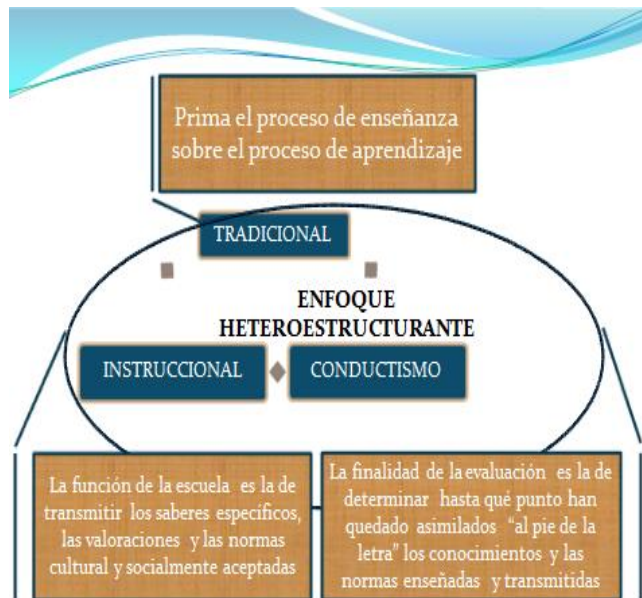 Prima el proceso de enseñanza
sobre el proceso de aprendizaje
TRADICIONAL
ENFOQUE
HETEROESTRUCTURANTE
INSTRUCCIONAL
CONDUCTISMO
La función de la escuela es la de
transmitir los saberes específicos,
las valoraciones y las normas
cultural y socialmente aceptadas
La finalidad de la evaluación es la de
determinar hasta qué punto han
quedado asimilados “al pie de la
letra” los conocimientos y las
normas enseñadas y transmitidas